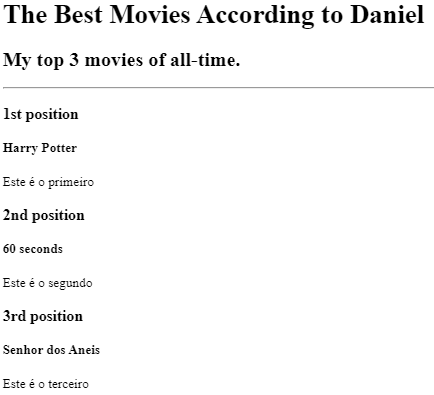 The Best Movies According to Daniel
My top 3 movies of all-time.
1st position
Harry Potter
Este é o primeiro
2nd position
60 seconds
Este é o segundo
3rd position
Senhor dos Aneis
Este é o terceiro